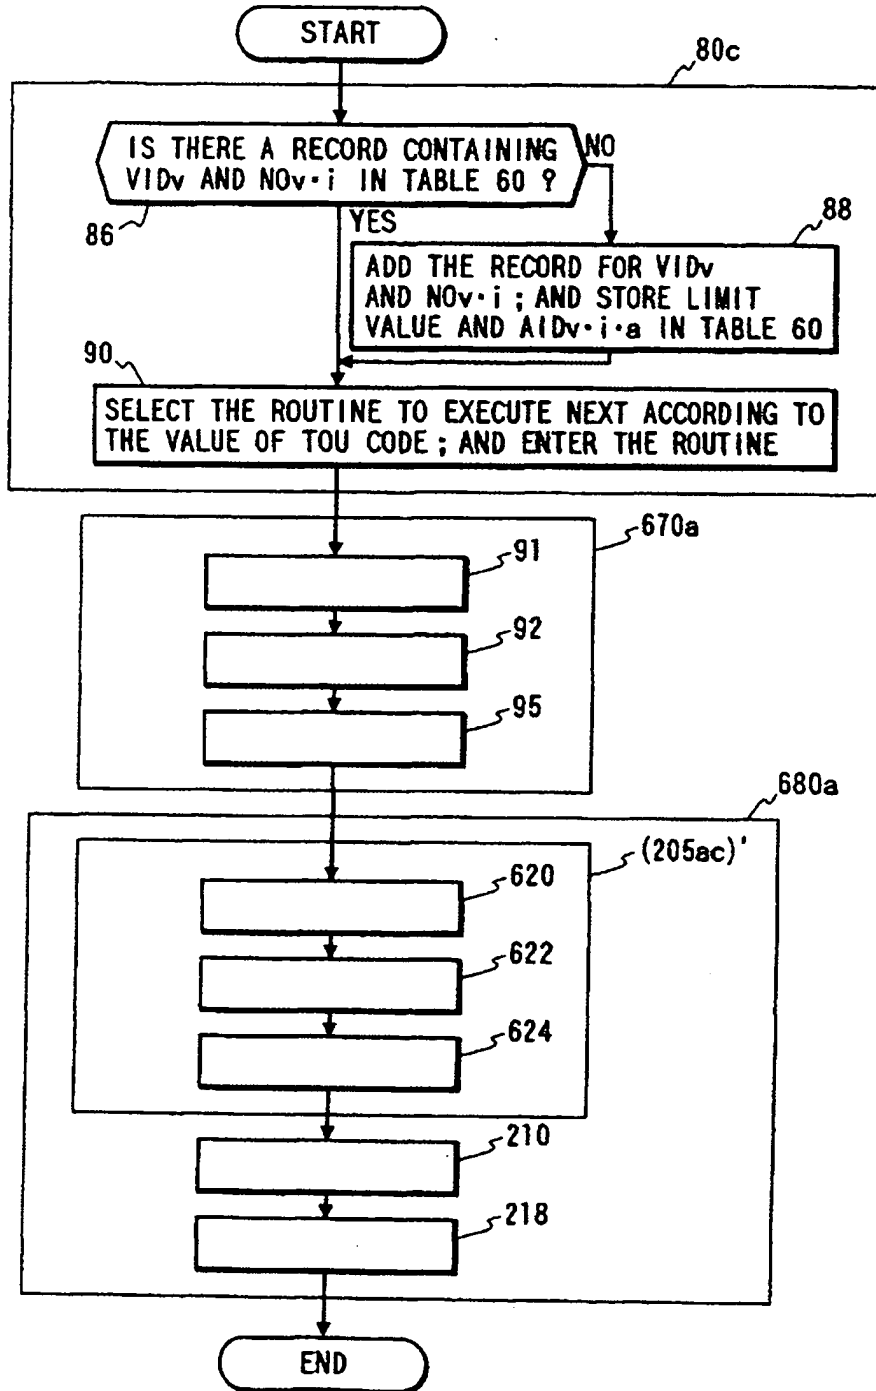 START
80c
IS THERE A RECORD CONTAINING
VIDv AND NOv·i IN TABLE 60 ?
NO
86
YES
88
ADD THE RECORD FOR VIDv
AND NOv·i ; AND STORE LIMIT
VALUE AND AIDv·i·a IN TABLE 60
90
SELECT THE ROUTINE TO EXECUTE NEXT ACCORDING TO
THE VALUE OF TOU CODE ; AND ENTER THE ROUTINE
670a
91
92
95
680a
(205ac)'
620
622
624
210
218
END